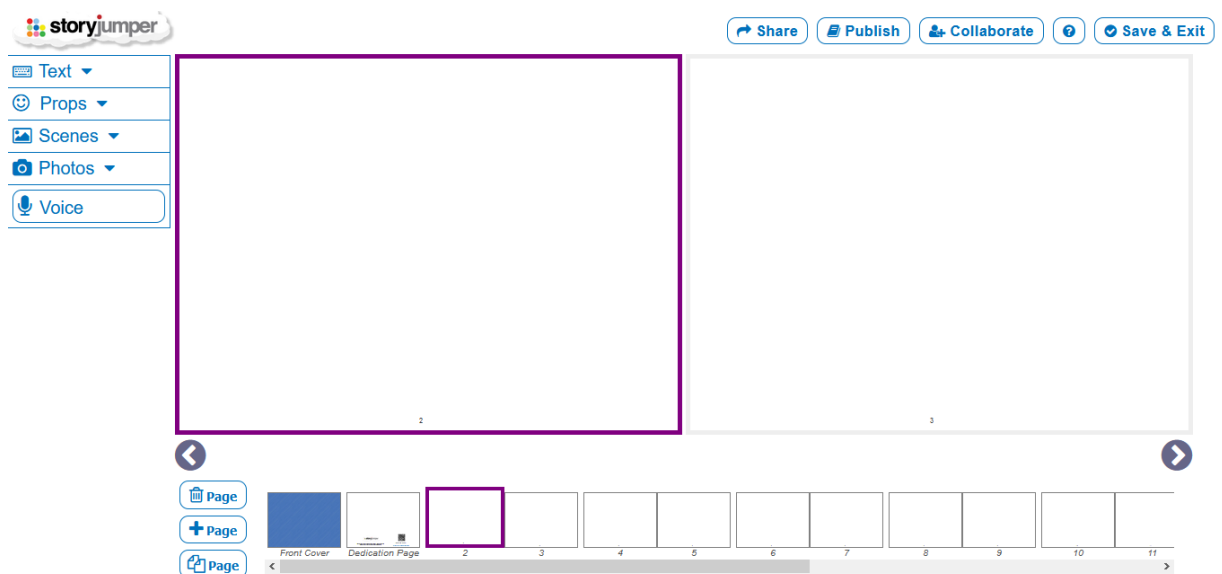 storyjumper
Share Publish Collaborate ? Save & Exit
Text
Props
Scenes
Photos
Voice
2 3
Page
Page
Page
Front Cover Dedication Page 2 3 4 5 6 7 8 9 10 11